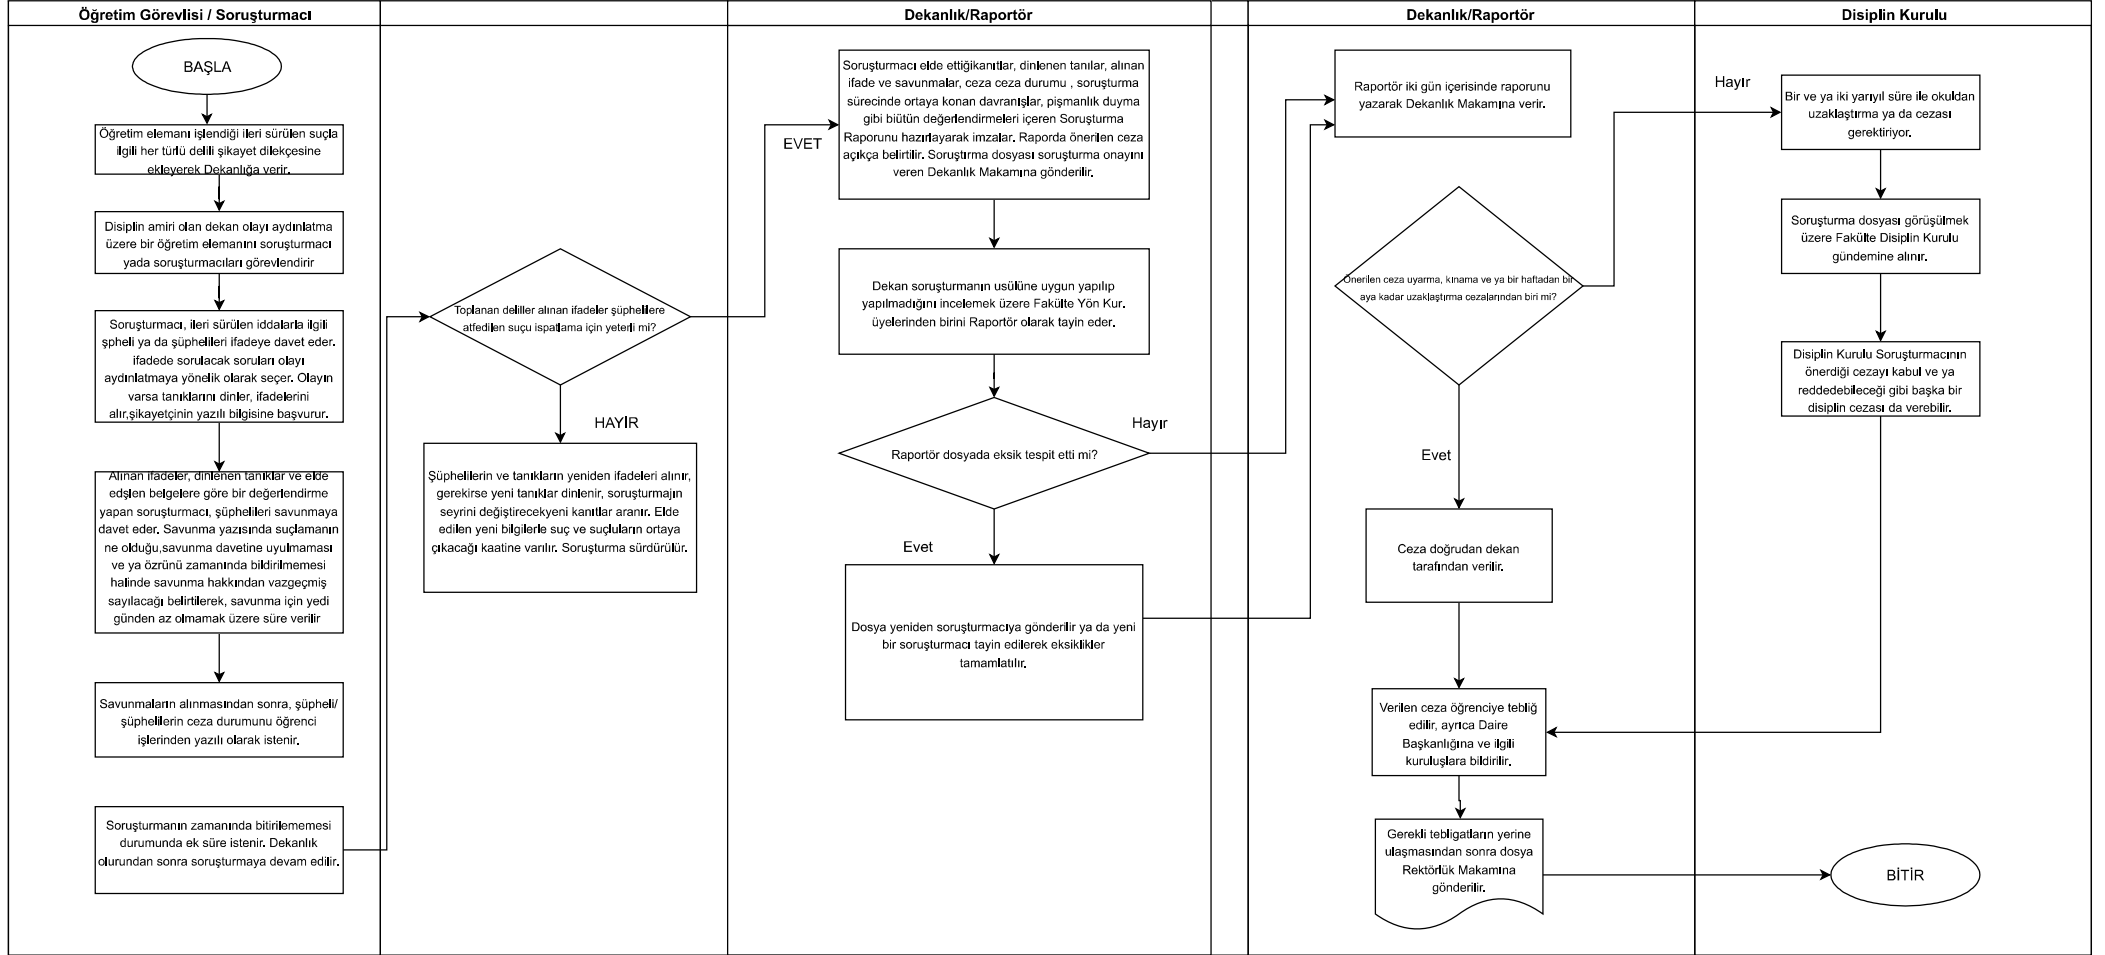 Öğretim Görevlisi / Soruşturmacı
Dekanlık/Raportör
Dekanlık/Raportör
Disiplin Kurulu
BAŞLA
Öğretim elemanı işlendiği ileri sürülen suçla
ilgili her türlü delili şikayet dilekçesine
ekleyerek Dekanlığa verir.
Disiplin amiri olan dekan olayı aydınlatma
üzere bir öğretim elemanını soruşturmacı
yada soruşturmacıları görevlendirir
Soruşturmacı, ileri sürülen iddalarla ilgili
şpheli ya da şüphelileri ifadeye davet eder.
ifadede sorulacak soruları olayı
aydınlatmaya yönelik olarak seçer. Olayın
varsa tanıklarını dinler, ifadelerini
alır,şikayetçinin yazılı bilgisine başvurur.
Alınan ifadeler, dinlenen tanıklar ve elde
edşlen belgelere göre bir değerlendirme
yapan soruşturmacı, şüphelileri savunmaya
davet eder. Savunma yazısında suçlamanın
ne olduğu,savunma davetine uyulmaması
ve ya özrünü zamanında bildirilmemesi
halinde savunma hakkından vazgeçmiş
sayılacağı belirtilerek, savunma için yedi
günden az olmamak üzere süre verilir
Savunmaların alınmasından sonra, şüpheli/
şüphelilerin ceza durumunu öğrenci
işlerinden yazılı olarak istenir.
Soruşturmanın zamanında bitirilememesi
durumunda ek süre istenir. Dekanlık
olurundan sonra soruşturmaya devam edilir.
Toplanan deliller alınan ifadeler şüphelilere
atfedilen suçu ispatlama için yeterli mi?
HAYİR
Şüphelilerin ve tanıkların yeniden ifadeleri alınır,
gerekirse yeni tanıklar dinlenir, soruşturmajın
seyrini değiştirecekyeni kanıtlar aranır. Elde
edilen yeni bilgilerle suç ve suçluların ortaya
çıkacağı kaatine varılır. Soruşturma sürdürülür.
EVET
Soruşturmacı elde ettiğikanıtlar, dinlenen tanılar, alınan
ifade ve savunmalar, ceza ceza durumu , soruşturma
sürecinde ortaya konan davranışlar, pişmanlık duyma
gibi biütün değerlendirmeleri içeren Soruşturma
Raporunu hazırlayarak imzalar. Raporda önerilen ceza
açıkça belirtilir. Soruştırma dosyası soruşturma onayını
veren Dekanlık Makamına gönderilir.
Dekan soruşturmanın usülüne uygun yapılıp
yapılmadığını incelemek üzere Fakülte Yön Kur.
üyelerinden birini Raportör olarak tayin eder.
Raportör dosyada eksik tespit etti mi?
Hayır
Evet
Dosya yeniden soruşturmacıya gönderilir ya da yeni
bir soruşturmacı tayin edilerek eksiklikler
tamamlatılır.
Raportör iki gün içerisinde raporunu
yazarak Dekanlık Makamına verir.
Önerilen ceza uyarma, kınama ve ya bir haftadan bir
aya kadar uzaklaştırma cezalarından biri mi?
Hayır
Evet
Ceza doğrudan dekan
tarafından verilir.
Verilen ceza öğrenciye tebliğ
edilir, ayrıca Daire
Başkanlığına ve ilgili
kuruluşlara bildirilir.
Gerekli tebligatların yerine
ulaşmasından sonra dosya
Rektörlük Makamına
gönderilir.
Bir ve ya iki yarıyıl süre ile okuldan
uzaklaştırma ya da cezası
gerektiriyor.
Soruşturma dosyası görüşülmek
üzere Fakülte Disiplin Kurulu
gündemine alınır.
Disiplin Kurulu Soruşturmacının
önerdiği cezayı kabul ve ya
reddedebileceği gibi başka bir
disiplin cezası da verebilir.
BİTİR